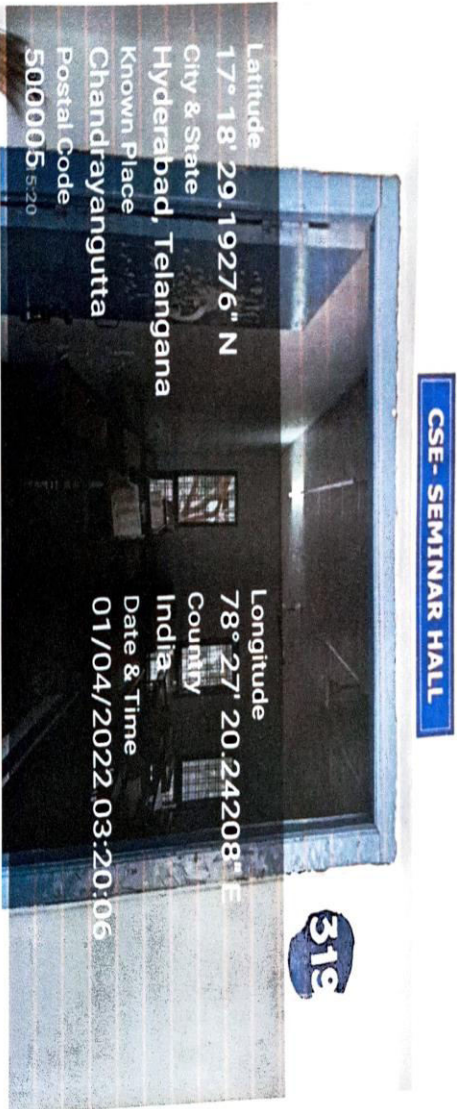 CSE- SEMINAR HALL
319
Latitude
17° 18' 29.19276" N
Longitude
78° 27' 20.24208" E
City & State
Hyderabad, Telangana
Country
India
Known Place
Chandrayangutta
Date & Time
01/04/2022 03:20:06
Postal Code
500005